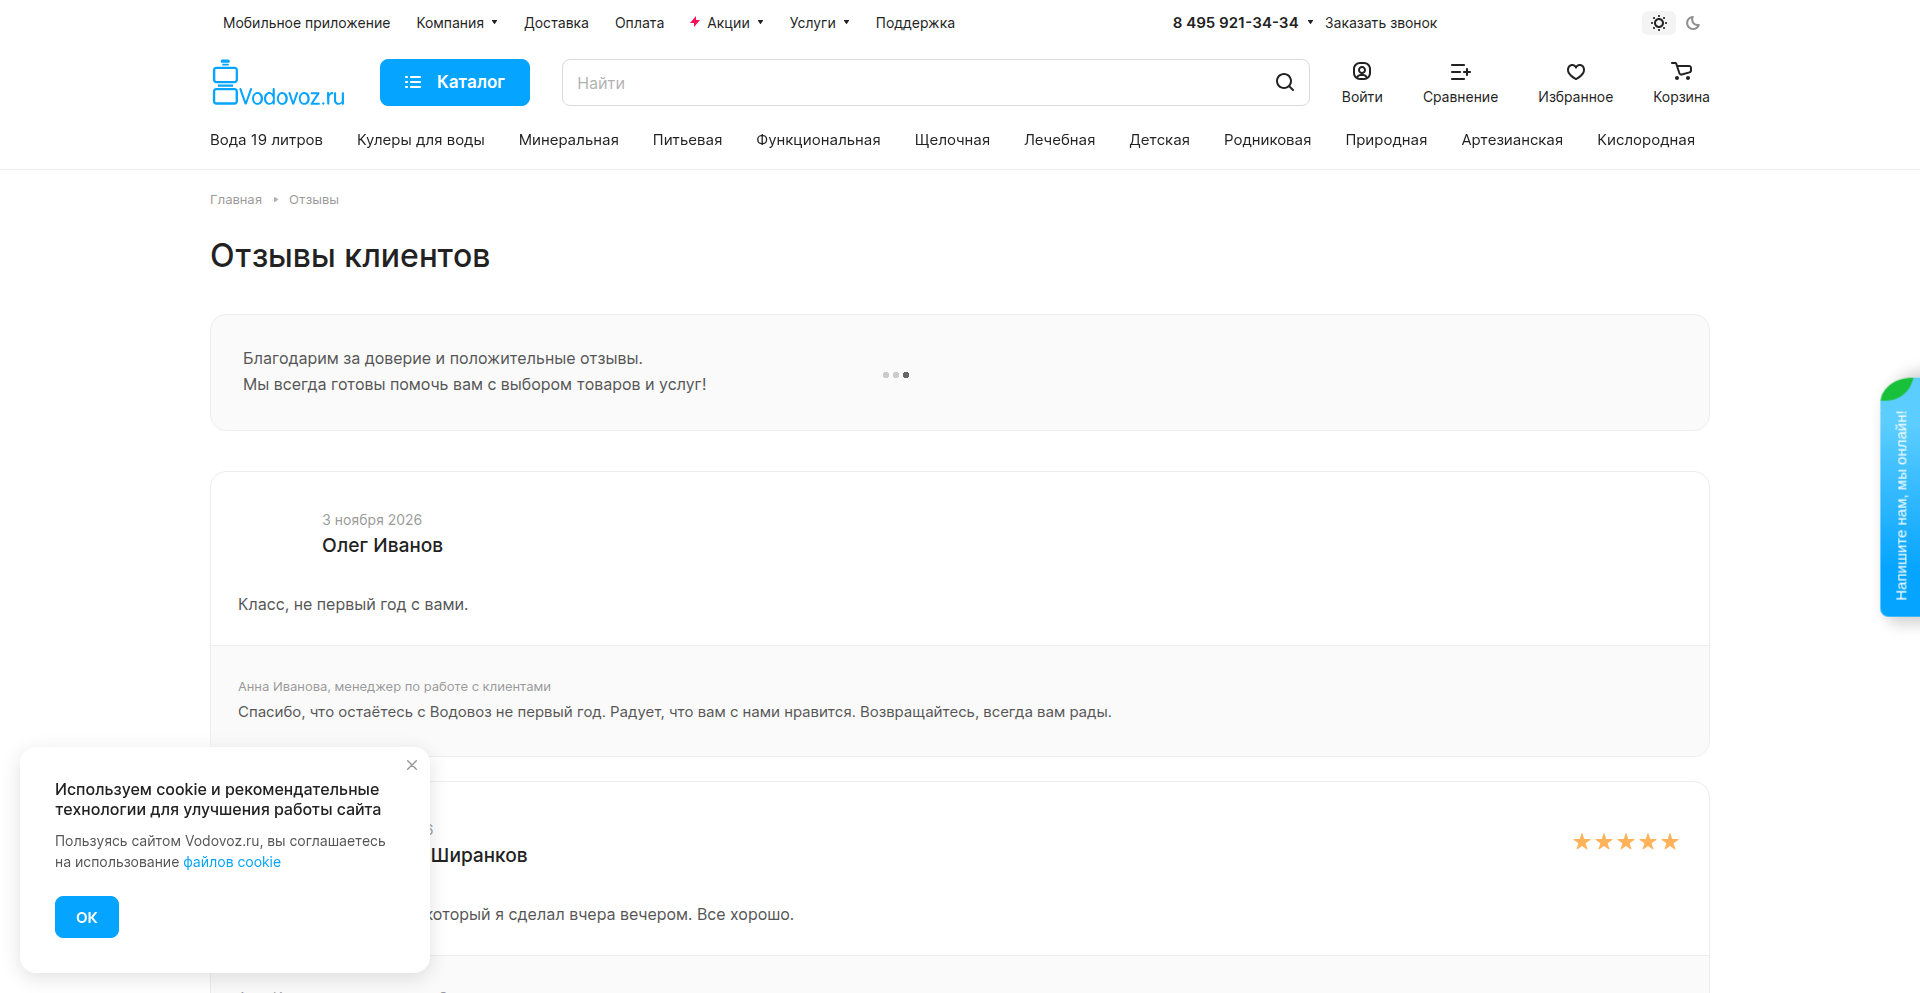 Мобильное приложение Компания Доставка Оплата Акции Услуги Поддержка 8 495 921-34-34 Заказать звонок
Vodovoz.ru Каталог Найти Войти Сравнение Избранное Корзина
Вода 19 литров Кулеры для воды Минеральная Питьевая Функциональная Щелочная Лечебная Детская Родниковая Природная Артезианская Кислородная
Главная Отзывы
Отзывы клиентов
Благодарим за доверие и положительные отзывы.
Мы всегда готовы помочь вам с выбором товаров и услуг!
Напишите нам, мы онлайн!
3 ноября 2026
Олег Иванов
Класс, не первый год с вами.
Анна Иванова, менеджер по работе с клиентами
Спасибо, что остаётесь с Водовоз не первый год. Радует, что вам с нами нравится. Возвращайтесь, всегда вам рады.
Ширанков
который я сделал вчера вечером. Все хорошо.
Используем cookie и рекомендательные
технологии для улучшения работы сайта
Пользуясь сайтом Vodovoz.ru, вы соглашаетесь
на использование файлов cookie
ОК